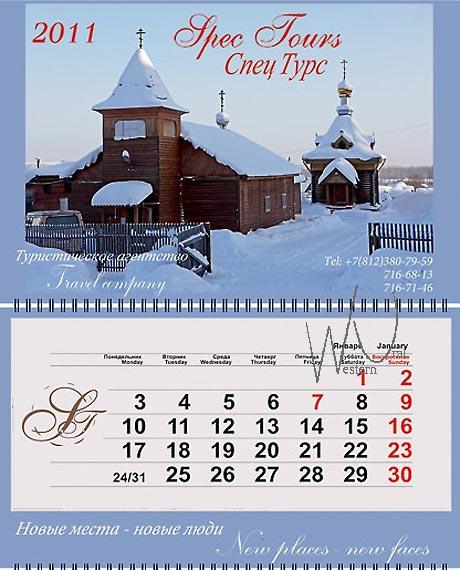 2011
Spec Tours
Спец Турс
Туристическое агентство
Travel company
Tel: +7(812)380-79-59
716-68-13
716-71-46
Январь January
Понедельник Вторник Среда Четверг Пятница Суббота Воскресенье
Monday Tuesday Wednesday Thursday Friday Saturday Sunday
1 2
3 4 5 6 7 8 9
10 11 12 13 14 15 16
17 18 19 20 21 22 23
24/31 25 26 27 28 29 30
ST
Western
Новые места - новые люди
New places - new faces